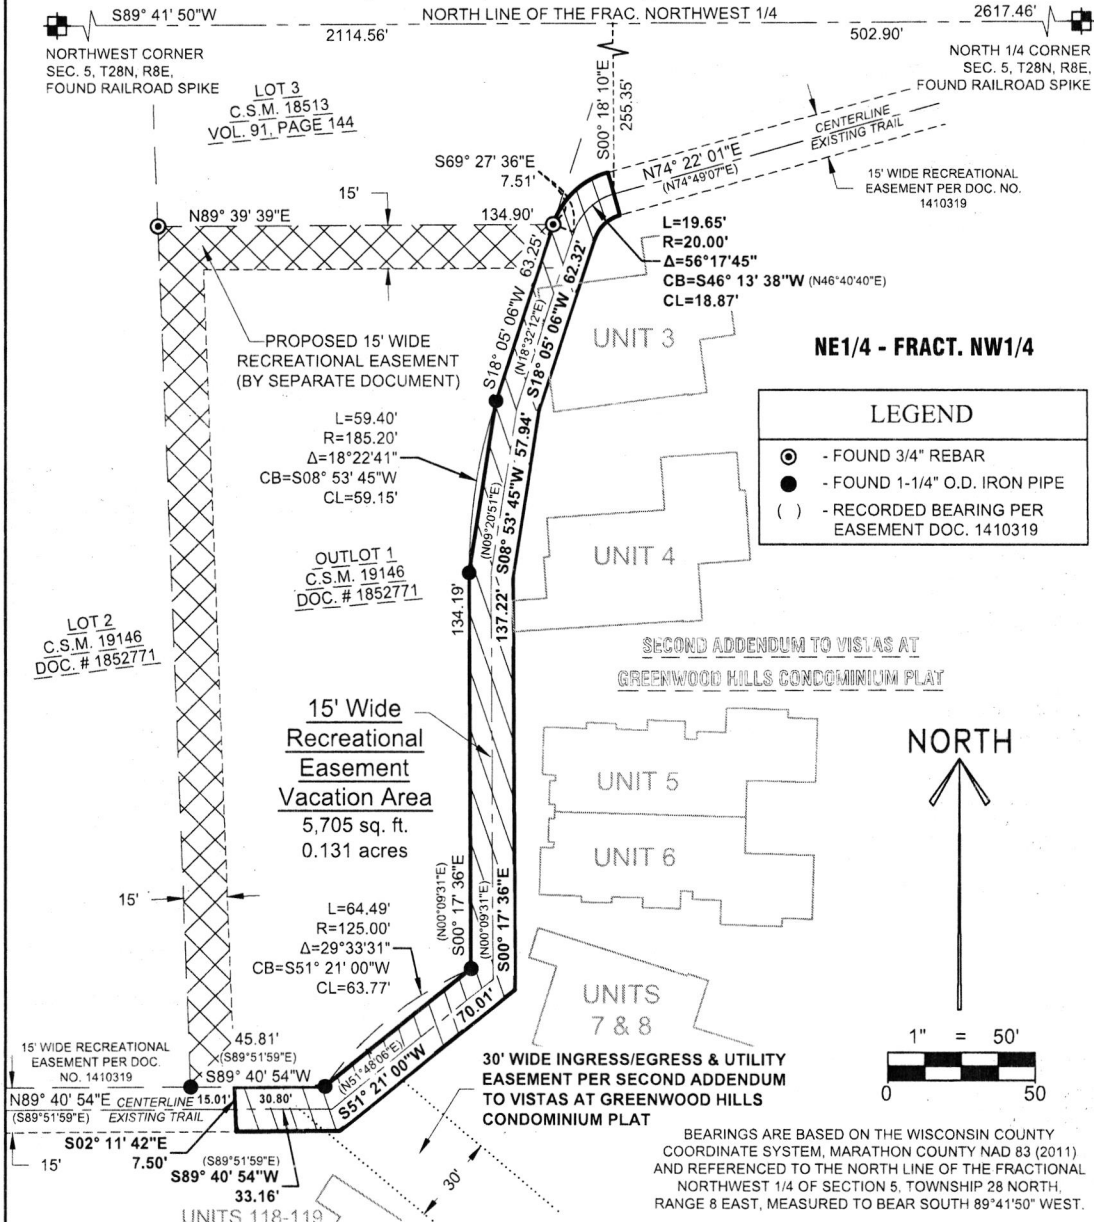 S89° 41' 50"W
NORTH LINE OF THE FRAC. NORTHWEST 1/4
2617.46'
2114.56'
502.90'
NORTHWEST CORNER
SEC. 5, T28N, R8E,
FOUND RAILROAD SPIKE
NORTH 1/4 CORNER
SEC. 5, T28N, R8E,
FOUND RAILROAD SPIKE
LOT 3
C.S.M. 18513
VOL. 91, PAGE 144
S00° 18' 10"E
255.35'
S69° 27' 36"E
7.51'
N74° 22' 01"E
(N74°49'07"E)
CENTERLINE
EXISTING TRAIL
15' WIDE RECREATIONAL
EASEMENT PER DOC. NO.
1410319
15'
N89° 39' 39"E
134.90'
L=19.65'
R=20.00'
Δ=56°17'45"
CB=S46° 13' 38"W (N46°40'40"E)
CL=18.87'
S18° 05' 06"W 63.25'
(N18°32'12"E)
S18° 05' 06"W 62.32'
UNIT 3
PROPOSED 15' WIDE
RECREATIONAL EASEMENT
(BY SEPARATE DOCUMENT)
NE1/4 - FRACT. NW1/4
LEGEND
- FOUND 3/4" REBAR
- FOUND 1-1/4" O.D. IRON PIPE
( ) - RECORDED BEARING PER
EASEMENT DOC. 1410319
L=59.40'
R=185.20'
Δ=18°22'41"
CB=S08° 53' 45"W
CL=59.15'
(N09°20'51"E)
S08° 53' 45"W 57.94'
UNIT 4
OUTLOT 1
C.S.M. 19146
DOC. # 1852771
LOT 2
C.S.M. 19146
DOC. # 1852771
134.19'
137.22'
SECOND ADDENDUM TO VISTAS AT
GREENWOOD HILLS CONDOMINIUM PLAT
15' Wide
Recreational
Easement
Vacation Area
5,705 sq. ft.
0.131 acres
NORTH
UNIT 5
UNIT 6
15'
(N00°09'31"E)
S00° 17' 36"E
(N00°09'31"E)
S00° 17' 36"E
L=64.49'
R=125.00'
Δ=29°33'31"
CB=S51° 21' 00"W
CL=63.77'
UNITS
7 & 8
70.01'
(N51°48'06"E)
S51° 21' 00"W
1" = 50'
0
50
45.81'
(S89°51'59"E)
S89° 40' 54"W
15' WIDE RECREATIONAL
EASEMENT PER DOC.
NO. 1410319
N89° 40' 54"E CENTERLINE 15.01' 30.80'
(S89°51'59"E) EXISTING TRAIL
S02° 11' 42"E
7.50'
15'
(S89°51'59"E)
S89° 40' 54"W
33.16'
30' WIDE INGRESS/EGRESS & UTILITY
EASEMENT PER SECOND ADDENDUM
TO VISTAS AT GREENWOOD HILLS
CONDOMINIUM PLAT
30'
UNITS 118-119
BEARINGS ARE BASED ON THE WISCONSIN COUNTY
COORDINATE SYSTEM, MARATHON COUNTY NAD 83 (2011)
AND REFERENCED TO THE NORTH LINE OF THE FRACTIONAL
NORTHWEST 1/4 OF SECTION 5, TOWNSHIP 28 NORTH,
RANGE 8 EAST, MEASURED TO BEAR SOUTH 89°41'50" WEST.